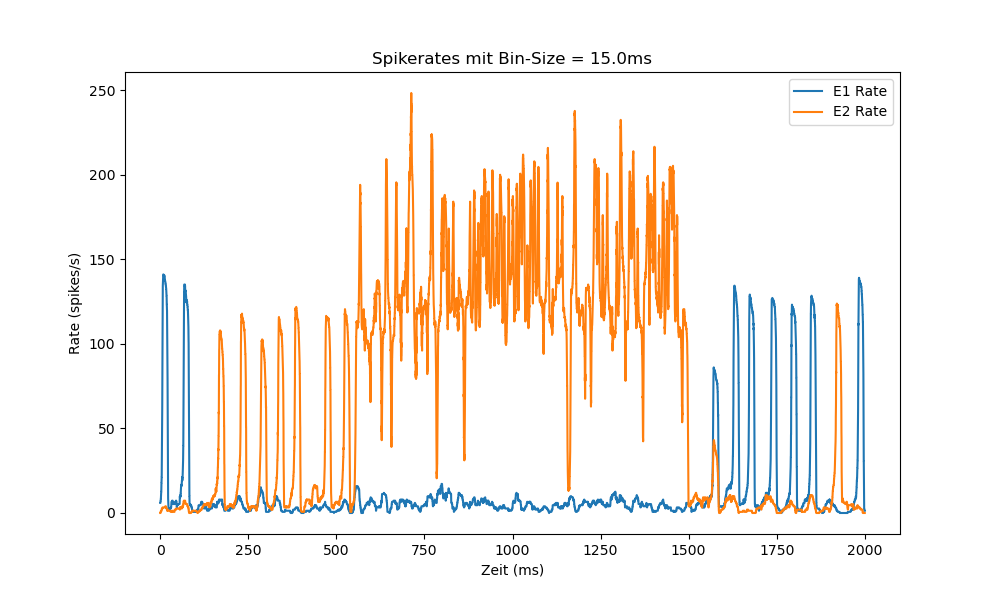 Spikerates mit Bin-Size = 15.0ms
E1 Rate
E2 Rate
250
200
150
100
50
0
Rate (spikes/s)
0 250 500 750 1000 1250 1500 1750 2000
Zeit (ms)